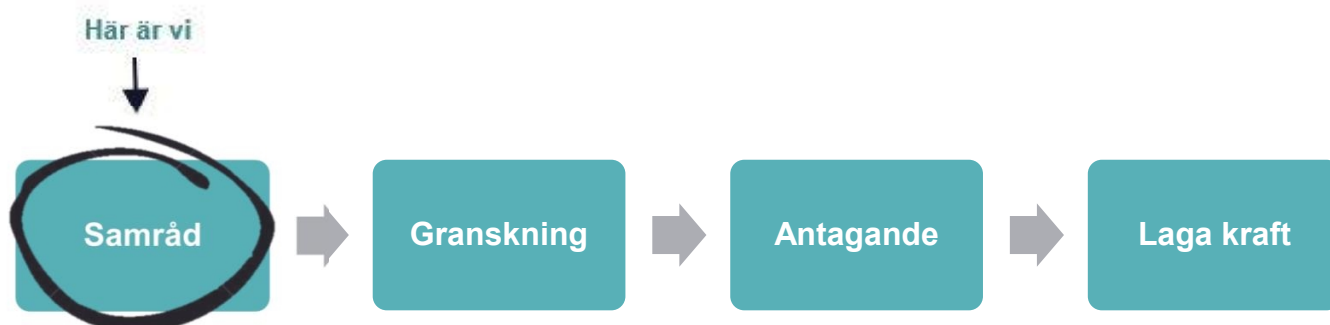 Här är vi
Samråd
Granskning
Antagande
Laga kraft